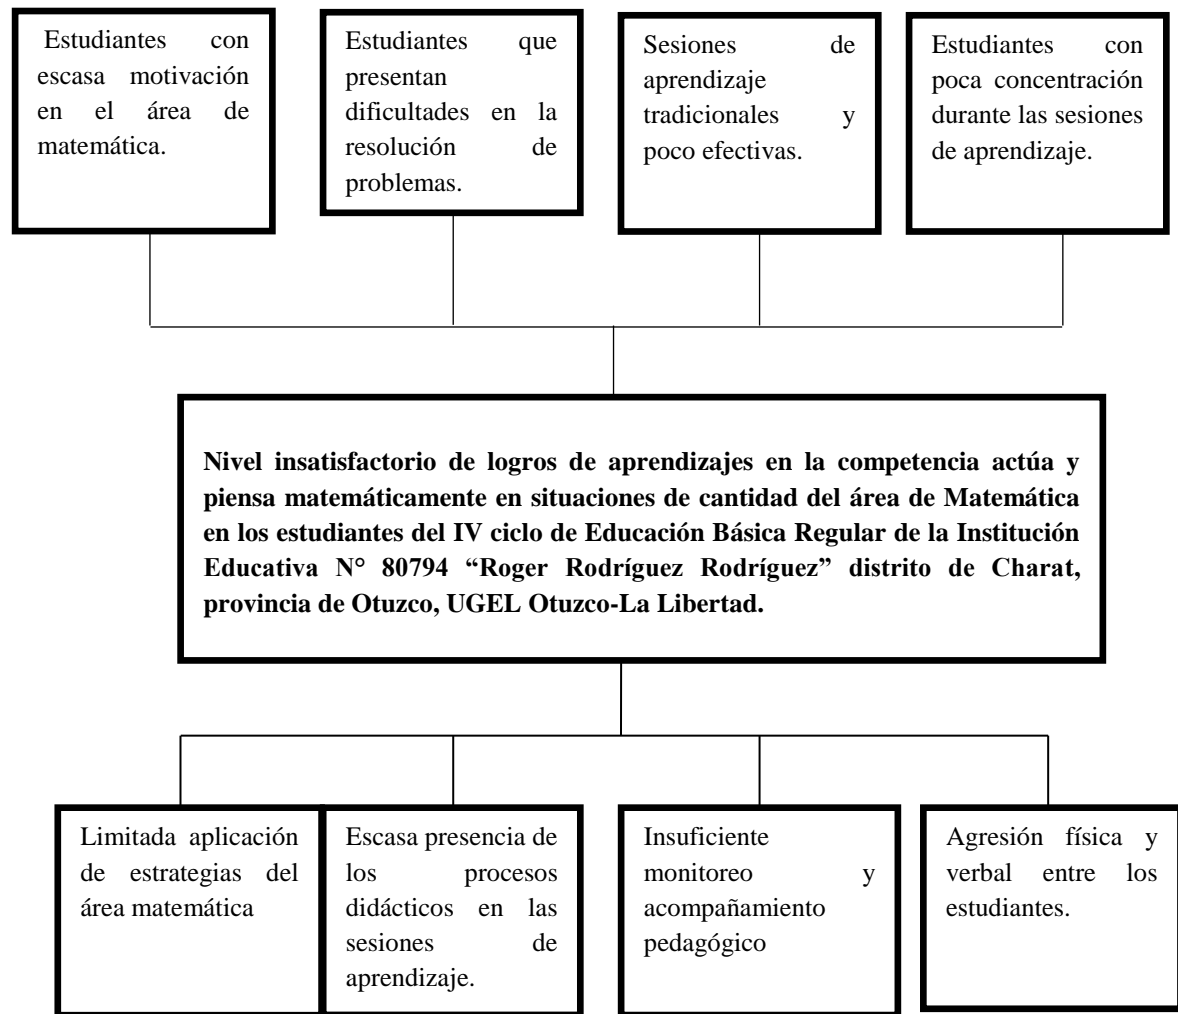 Estudiantes con
escasa motivación
en el área de
matemática.
Estudiantes que
presentan
dificultades en la
resolución de
problemas.
Sesiones de
aprendizaje
tradicionales y
poco efectivas.
Estudiantes con
poca concentración
durante las sesiones
de aprendizaje.
Nivel insatisfactorio de logros de aprendizajes en la competencia actúa y
piensa matemáticamente en situaciones de cantidad del área de Matemática
en los estudiantes del IV ciclo de Educación Básica Regular de la Institución
Educativa N° 80794 “Roger Rodríguez Rodríguez” distrito de Charat,
provincia de Otuzco, UGEL Otuzco-La Libertad.
Limitada aplicación
de estrategias del
área matemática
Escasa presencia de
los procesos
didácticos en las
sesiones de
aprendizaje.
Insuficiente
monitoreo y
acompañamiento
pedagógico
Agresión física y
verbal entre los
estudiantes.